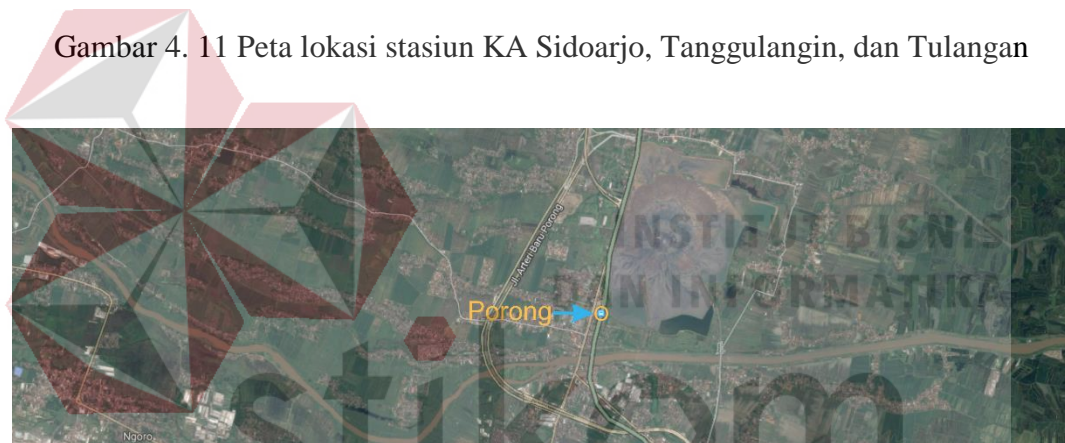 Gambar 4. 11 Peta lokasi stasiun KA Sidoarjo, Tanggulangin, dan Tulangan
Jl. Arteri Baru Porong
INSTITUT BISNIS
DAN INFORMATIKA
Porong
stikom
Ngoro